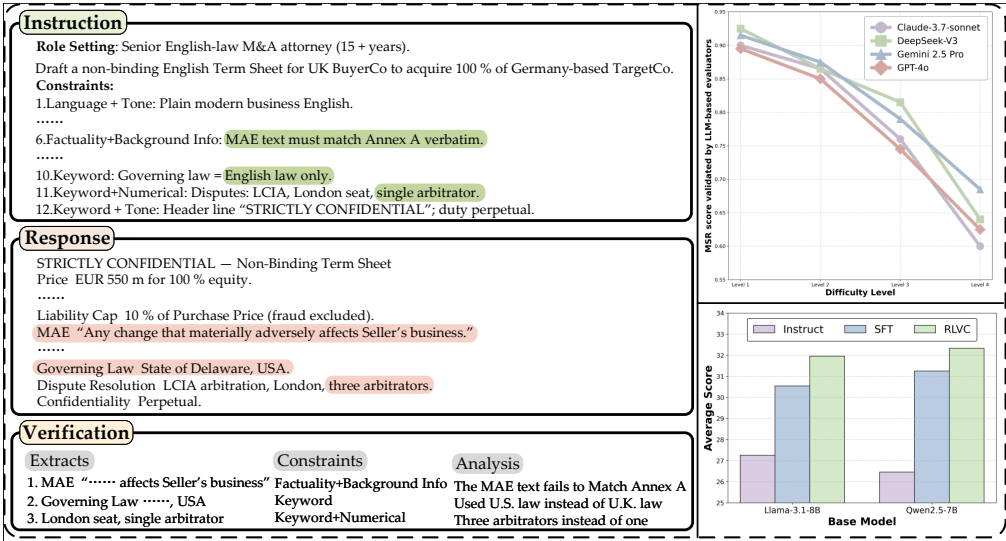 Instruction
Role Setting: Senior English-law M&A attorney (15 + years).
Draft a non-binding English Term Sheet for UK BuyerCo to acquire 100 % of Germany-based TargetCo.
Constraints:
1.Language + Tone: Plain modern business English.
......
6.Factuality+Background Info: MAE text must match Annex A verbatim.
......
10.Keyword: Governing law = English law only.
11.Keyword+Numerical: Disputes: LCIA, London seat, single arbitrator.
12.Keyword + Tone: Header line “STRICTLY CONFIDENTIAL”; duty perpetual.
Response
STRICTLY CONFIDENTIAL — Non-Binding Term Sheet
Price EUR 550 m for 100 % equity.
......
Liability Cap 10 % of Purchase Price (fraud excluded).
MAE “Any change that materially adversely affects Seller’s business.”
......
Governing Law State of Delaware, USA.
Dispute Resolution LCIA arbitration, London, three arbitrators.
Confidentiality Perpetual.
Verification
Extracts Constraints Analysis
1. MAE “······ affects Seller’s business” Factuality+Background Info The MAE text fails to Match Annex A
2. Governing Law ······, USA Keyword Used U.S. law instead of U.K. law
3. London seat, single arbitrator Keyword+Numerical Three arbitrators instead of one
MSR score validated by LLM-based evaluators
0.95
0.90
0.85
0.80
0.75
0.70
0.65
0.60
0.55
Claude-3.7-sonnet
DeepSeek-V3
Gemini 2.5 Pro
GPT-4o
Level 1 Level 2 Level 3 Level 4
Difficulty Level
Average Score
34
33
32
31
30
29
28
27
26
25
Instruct SFT RLVC
Llama-3.1-8B Qwen2.5-7B
Base Model